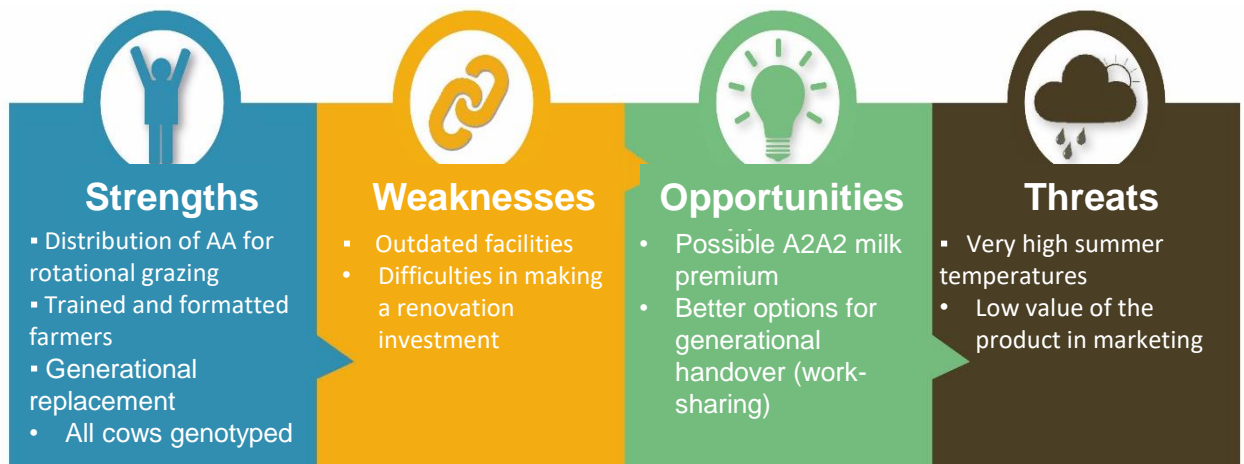 Strengths
▪ Distribution of AA for
rotational grazing
▪ Trained and formatted
farmers
▪ Generational
replacement
• All cows genotyped
Weaknesses
▪ Outdated facilities
• Difficulties in making
a renovation
investment
Opportunities
• Possible A2A2 milk
premium
• Better options for
generational
handover (work-
sharing)
Threats
▪ Very high summer
temperatures
• Low value of the
product in marketing